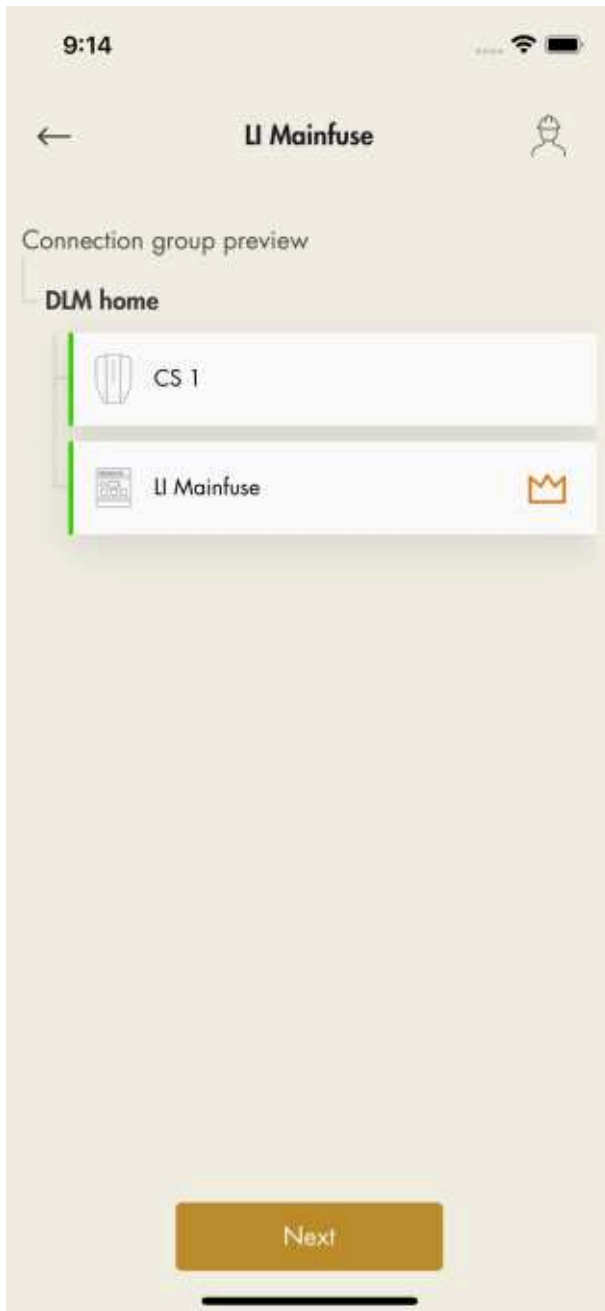 9:14
LI Mainfuse
Connection group preview
DLM home
CS 1
LI Mainfuse
Next